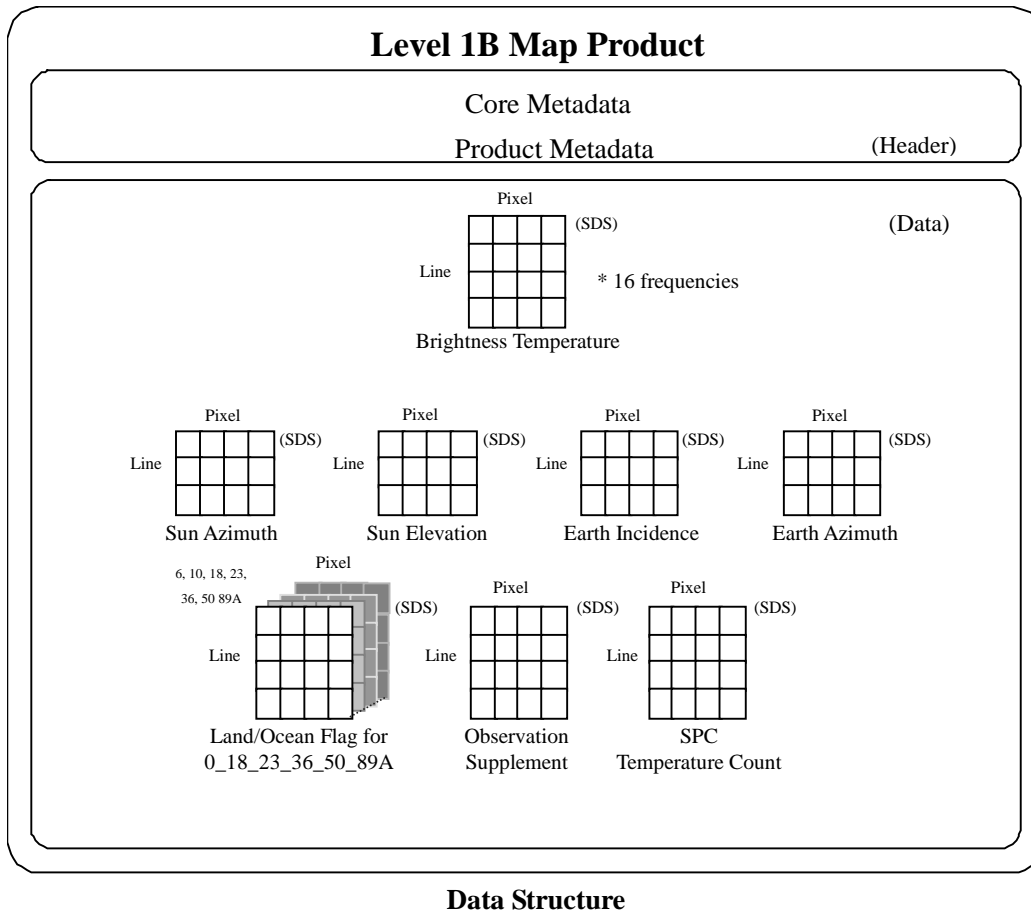 Level 1B Map Product
Core Metadata
Product Metadata
(Header)
(Data)
Pixel
(SDS)
Line
* 16 frequencies
Brightness Temperature
Pixel
(SDS)
Line
Sun Azimuth
Pixel
(SDS)
Line
Sun Elevation
Pixel
(SDS)
Line
Earth Incidence
Pixel
(SDS)
Line
Earth Azimuth
6, 10, 18, 23,
36, 50 89A
Pixel
(SDS)
Line
Land/Ocean Flag for
0_18_23_36_50_89A
Pixel
(SDS)
Line
Observation
Supplement
Pixel
(SDS)
Line
SPC
Temperature Count
Data Structure